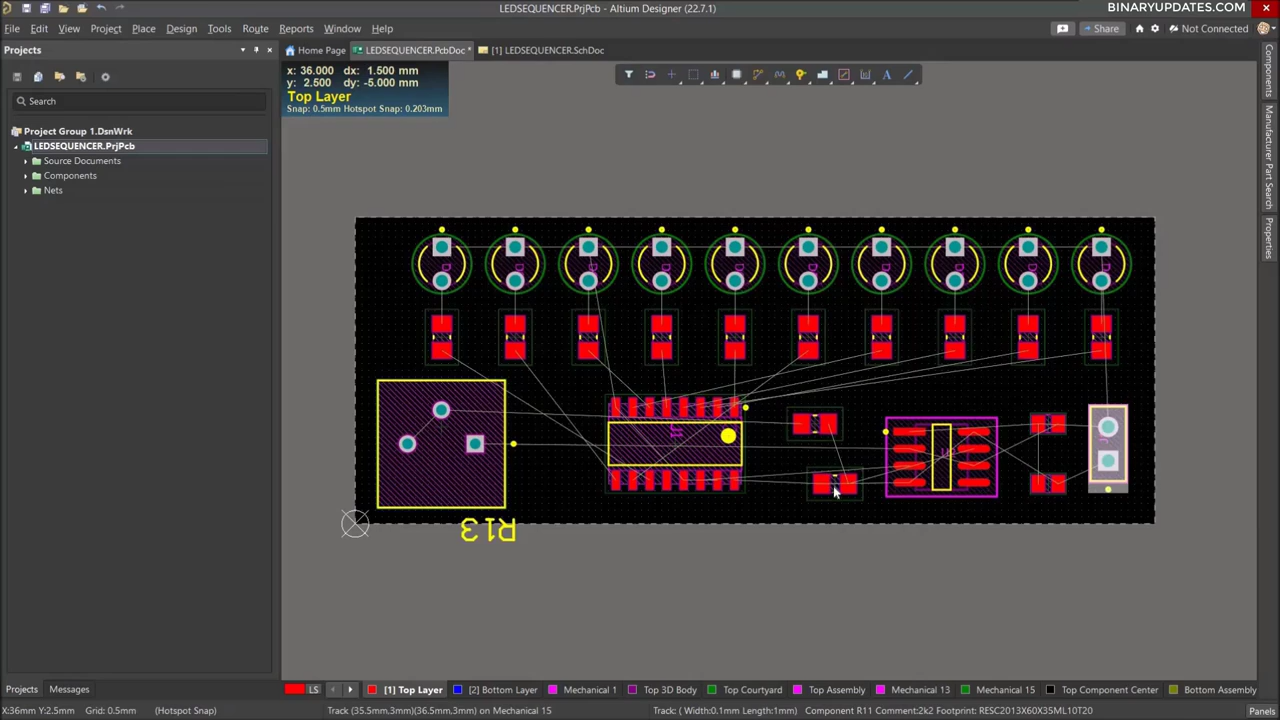 LEDSEQUENCER.PrjPcb - Altium Designer (22.7.1)
BINARYUPDATES.COM
File Edit View Project Place Design Tools Route Reports Window Help
Share
Not Connected
Projects
Home Page
LEDSEQUENCER.PcbDoc *
[1] LEDSEQUENCER.SchDoc
x: 36.000 dx: 1.500 mm
y: 2.500 dy: -5.000 mm
Top Layer
Snap: 0.5mm Hotspot Snap: 0.203mm
Search
Project Group 1.DsnWrk
LEDSEQUENCER.PrjPcb
Source Documents
Components
Nets
Components
Manufacturer Part Search
Properties
D D D D D D D D D D
J1
R13
Projects Messages
LS
[1] Top Layer
[2] Bottom Layer
Mechanical 1
Top 3D Body
Top Courtyard
Top Assembly
Mechanical 13
Mechanical 15
Top Component Center
Bottom Assembly
X:36mm Y:2.5mm Grid: 0.5mm (Hotspot Snap)
Track (35.5mm,3mm)(36.5mm,3mm) on Mechanical 15
Track: ( Width:0.1mm Length:1mm) Component R11 Comment:2k2 Footprint: RESC2013X60X35ML10T20
Panels